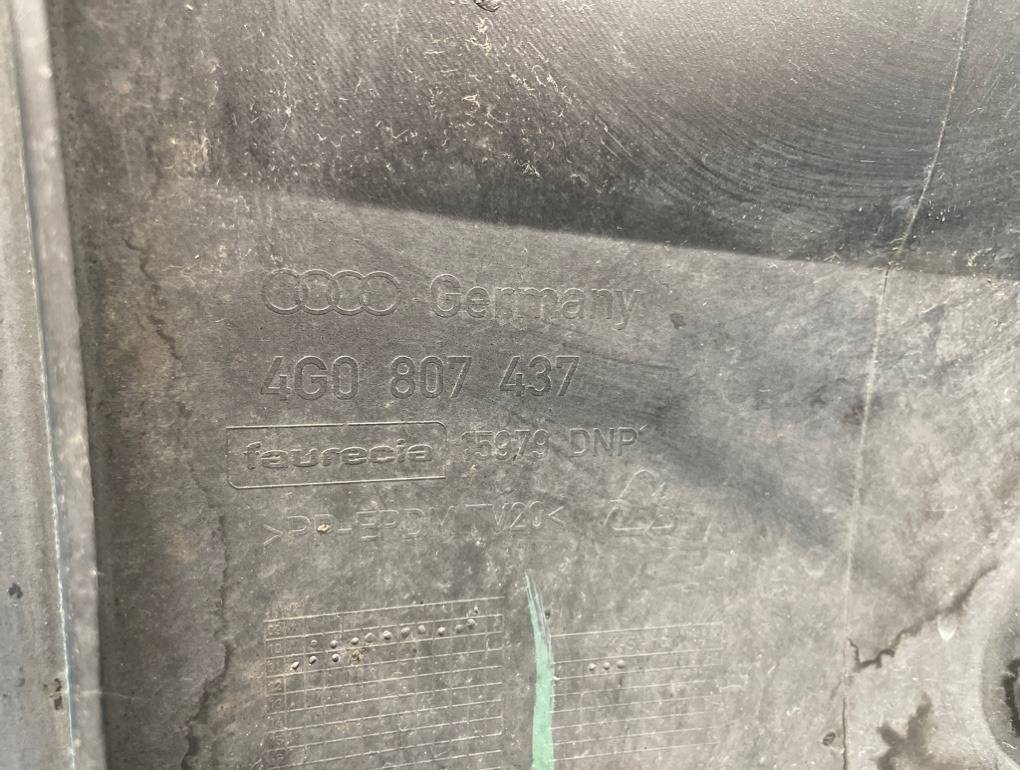 Germany
4G0 807 437
faurecia 15979 DNP
>PP-EPDM TV20<